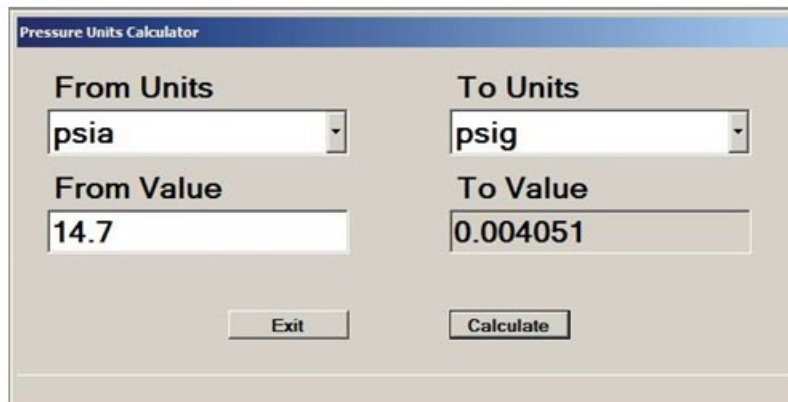 Pressure Units Calculator
From Units
To Units
psia
psig
From Value
To Value
14.7
0.004051
Exit
Calculate